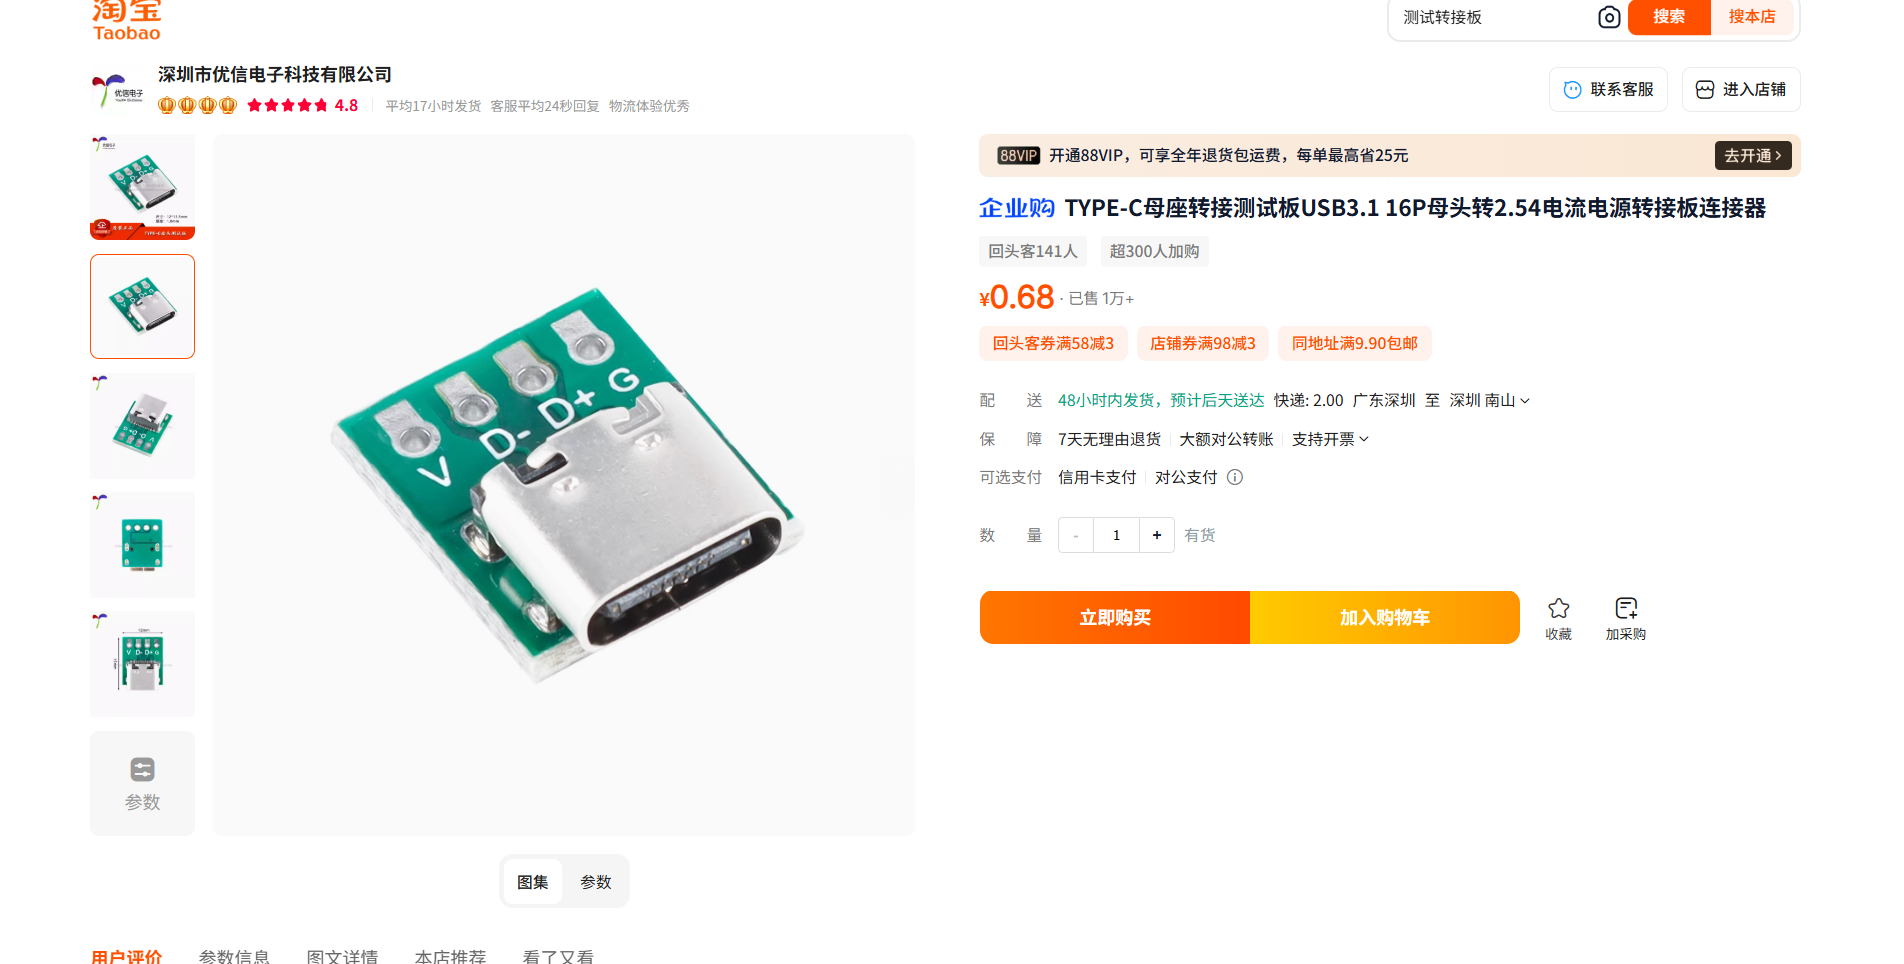 淘宝
Taobao
测试转接板
搜索
搜本店
优信电子
深圳市优信电子科技有限公司
4.8
平均17小时发货 客服平均24秒回复 物流体验优秀
联系客服
进入店铺
88VIP 开通88VIP，可享全年退货包运费，每单最高省25元
去开通
企业购 TYPE-C母座转接测试板USB3.1 16P母头转2.54电流电源转接板连接器
回头客141人 超300人加购
¥0.68 · 已售 1万+
回头客券满58减3 店铺券满98减3 同地址满9.90包邮
配送 48小时内发货，预计后天送达 快递: 2.00 广东深圳 至 深圳 南山
保障 7天无理由退货 大额对公转账 支持开票
可选支付 信用卡支付 对公支付
数量 - 1 + 有货
立即购买 加入购物车 收藏 加采购
V D- D+ G
参数
图集 参数
用户评价 参数信息 图文详情 本店推荐 看了又看